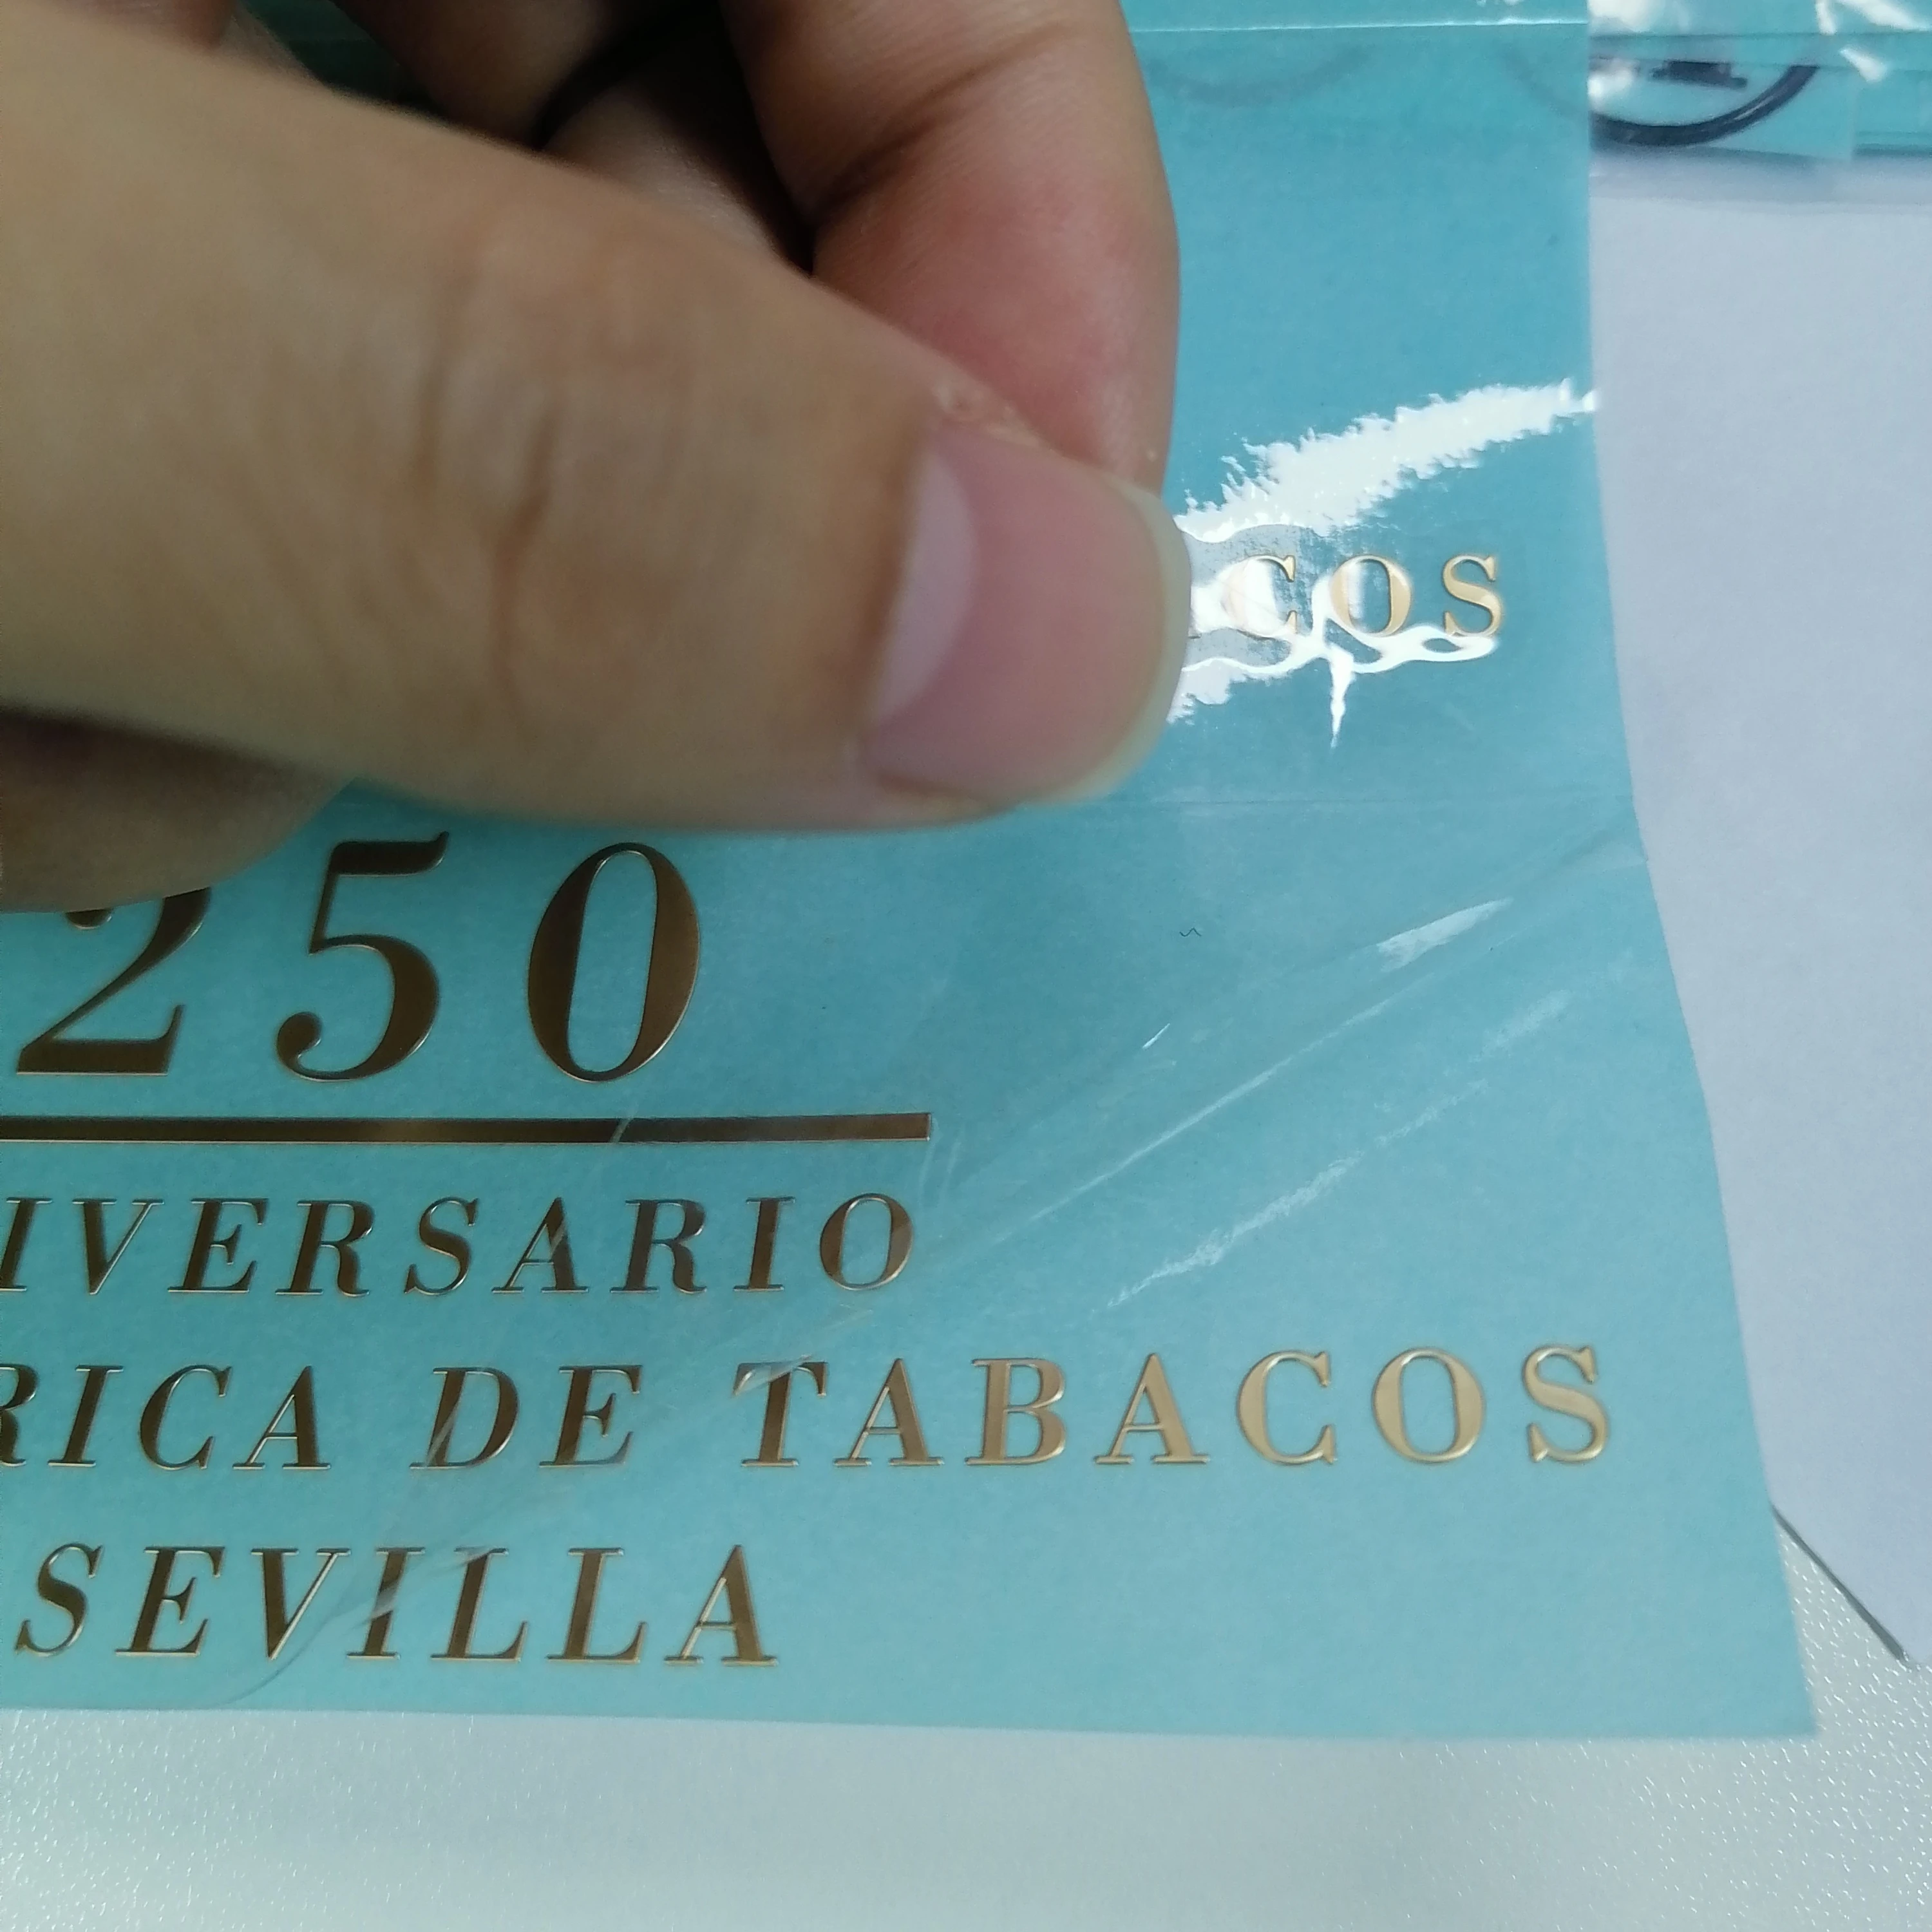 COS
250
IVERSARIO
RICA DE TABACOS
SEVILLA